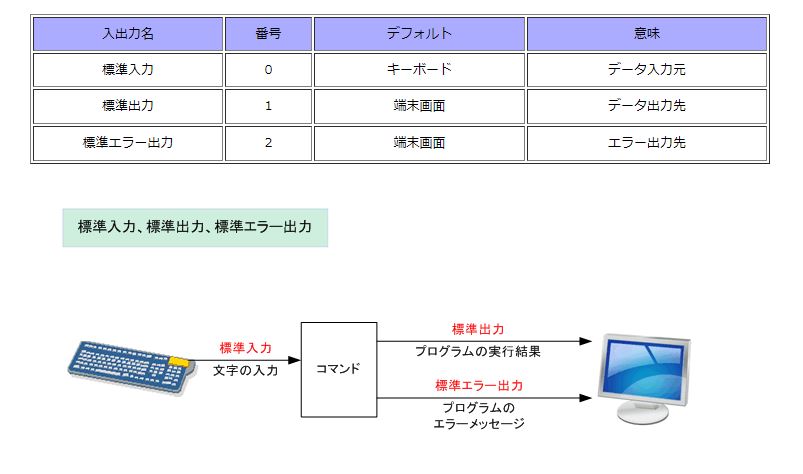 入出力名 番号 デフォルト 意味
標準入力 0 キーボード データ入力元
標準出力 1 端末画面 データ出力先
標準エラー出力 2 端末画面 エラー出力先
標準入力、標準出力、標準エラー出力
標準入力
文字の入力
コマンド
標準出力
プログラムの実行結果
標準エラー出力
プログラムの
エラーメッセージ